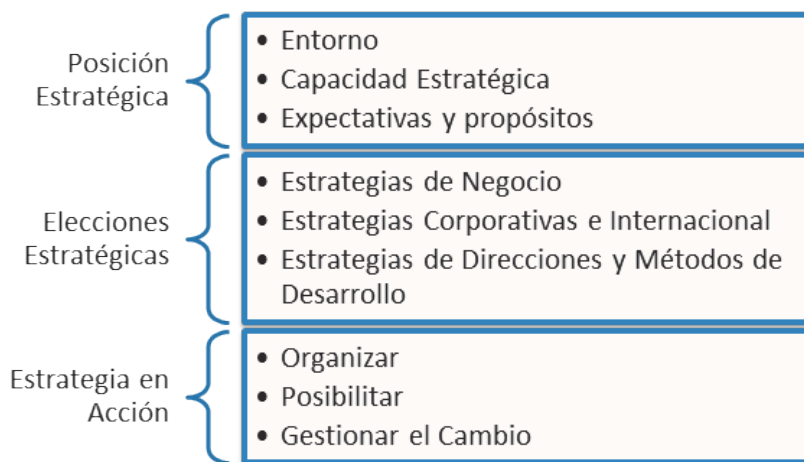 Posición
Estratégica
• Entorno
• Capacidad Estratégica
• Expectativas y propósitos
Elecciones
Estratégicas
• Estrategias de Negocio
• Estrategias Corporativas e Internacional
• Estrategias de Direcciones y Métodos de
Desarrollo
Estrategia en
Acción
• Organizar
• Posibilitar
• Gestionar el Cambio